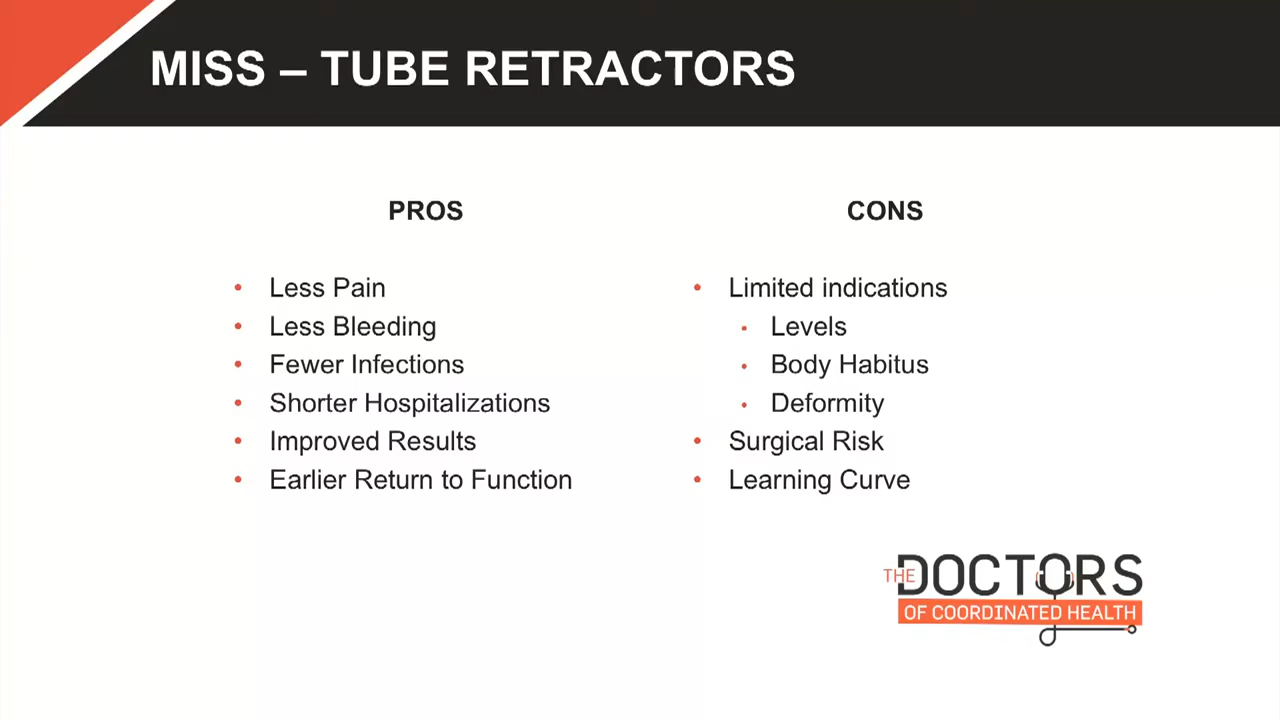 MISS – TUBE RETRACTORS
PROS
• Less Pain
• Less Bleeding
• Fewer Infections
• Shorter Hospitalizations
• Improved Results
• Earlier Return to Function
CONS
• Limited indications
• Levels
• Body Habitus
• Deformity
• Surgical Risk
• Learning Curve
THE DOCTORS
OF COORDINATED HEALTH